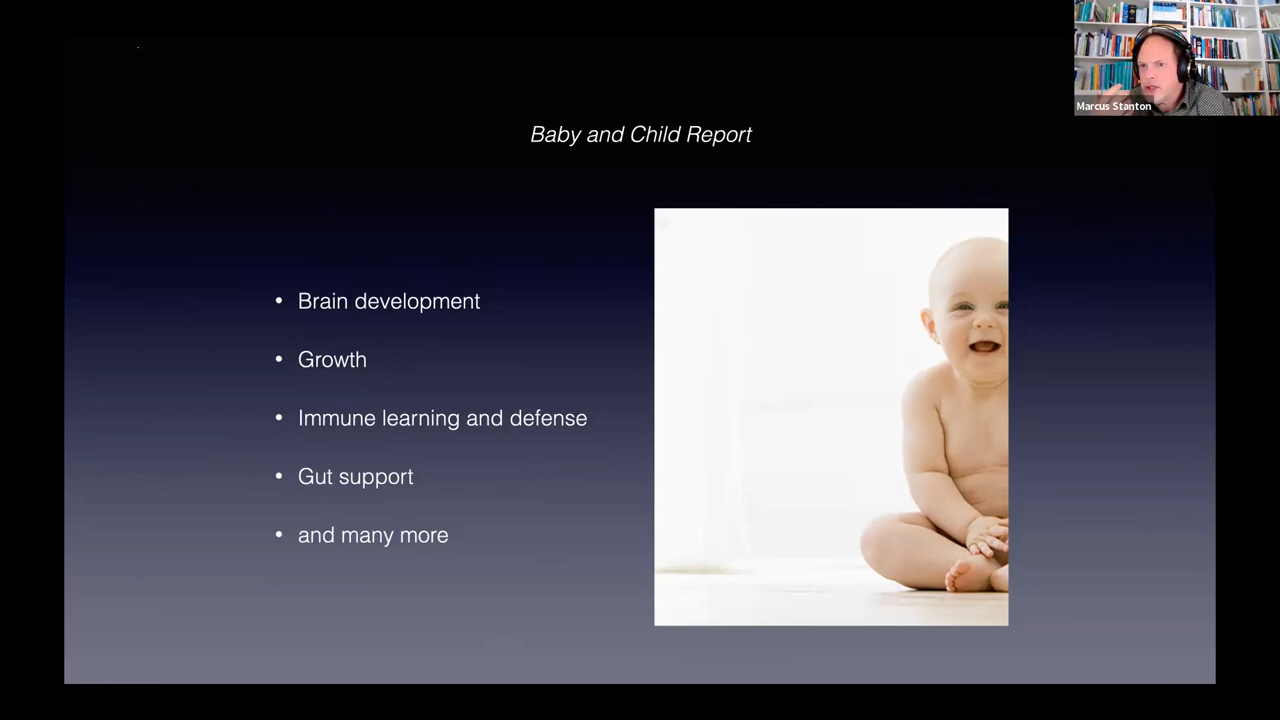 Marcus Stanton
Baby and Child Report
• Brain development
• Growth
• Immune learning and defense
• Gut support
• and many more